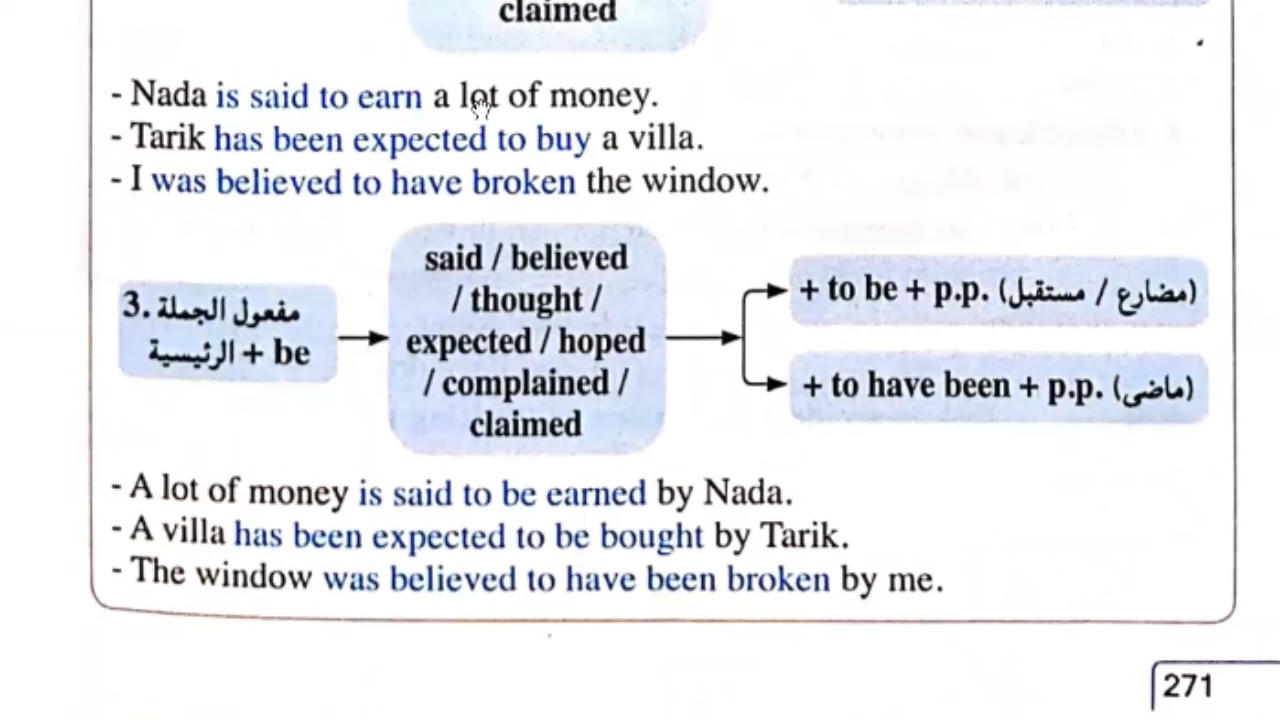 claimed
- Nada is said to earn a lot of money.
- Tarik has been expected to buy a villa.
- I was believed to have broken the window.
3. مفعول الجملة
الرئيسية + be
said / believed
/ thought /
expected / hoped
/ complained /
claimed
+ to be + p.p. (مضارع / مستقبل)
+ to have been + p.p. (ماضى)
- A lot of money is said to be earned by Nada.
- A villa has been expected to be bought by Tarik.
- The window was believed to have been broken by me.
271